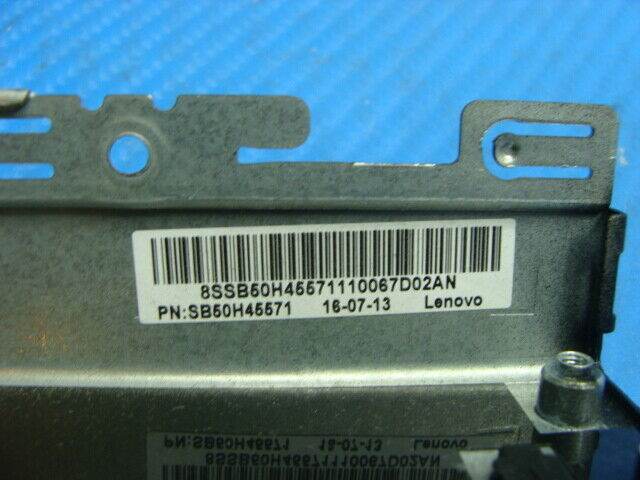 8SSB50H45571110067D02AN
PN:SB50H45571 16-07-13 Lenovo